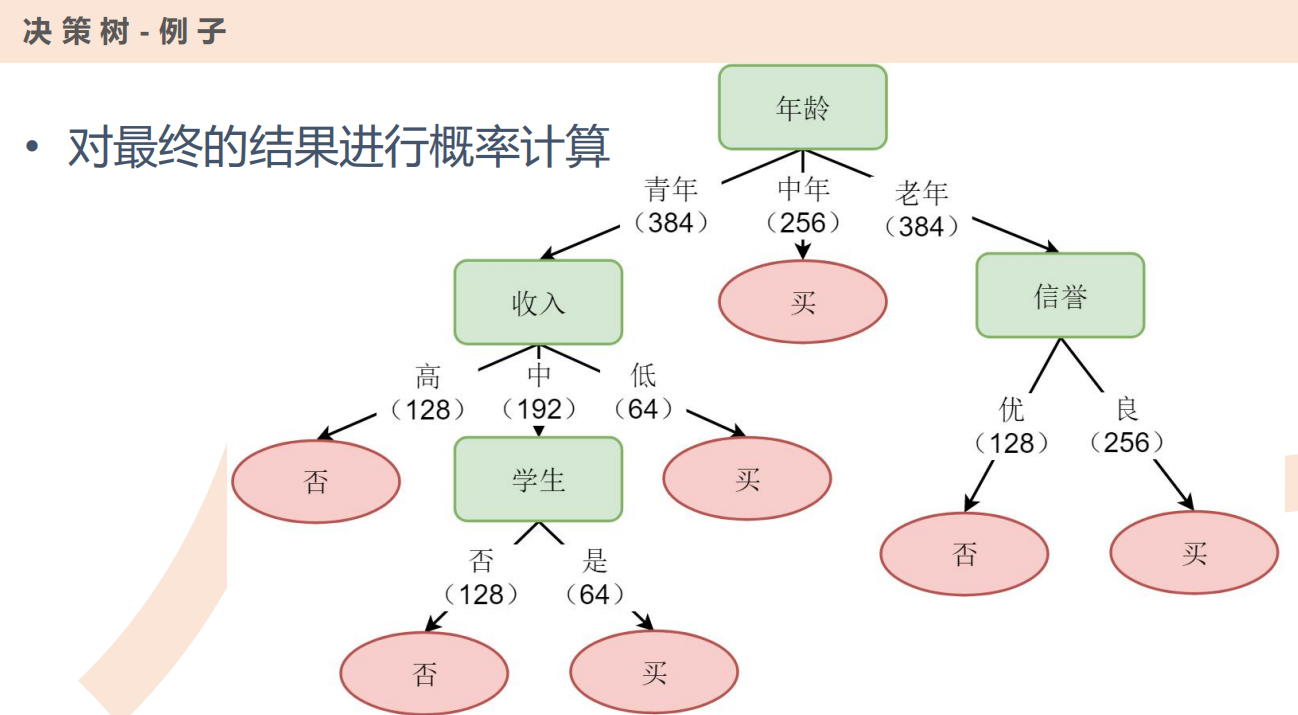 决策树-例子
• 对最终的结果进行概率计算
年龄
青年
（384）
中年
（256）
老年
（384）
收入
买
信誉
高
（128）
中
（192）
低
（64）
优
（128）
良
（256）
否
学生
买
否
买
否
（128）
是
（64）
否
买